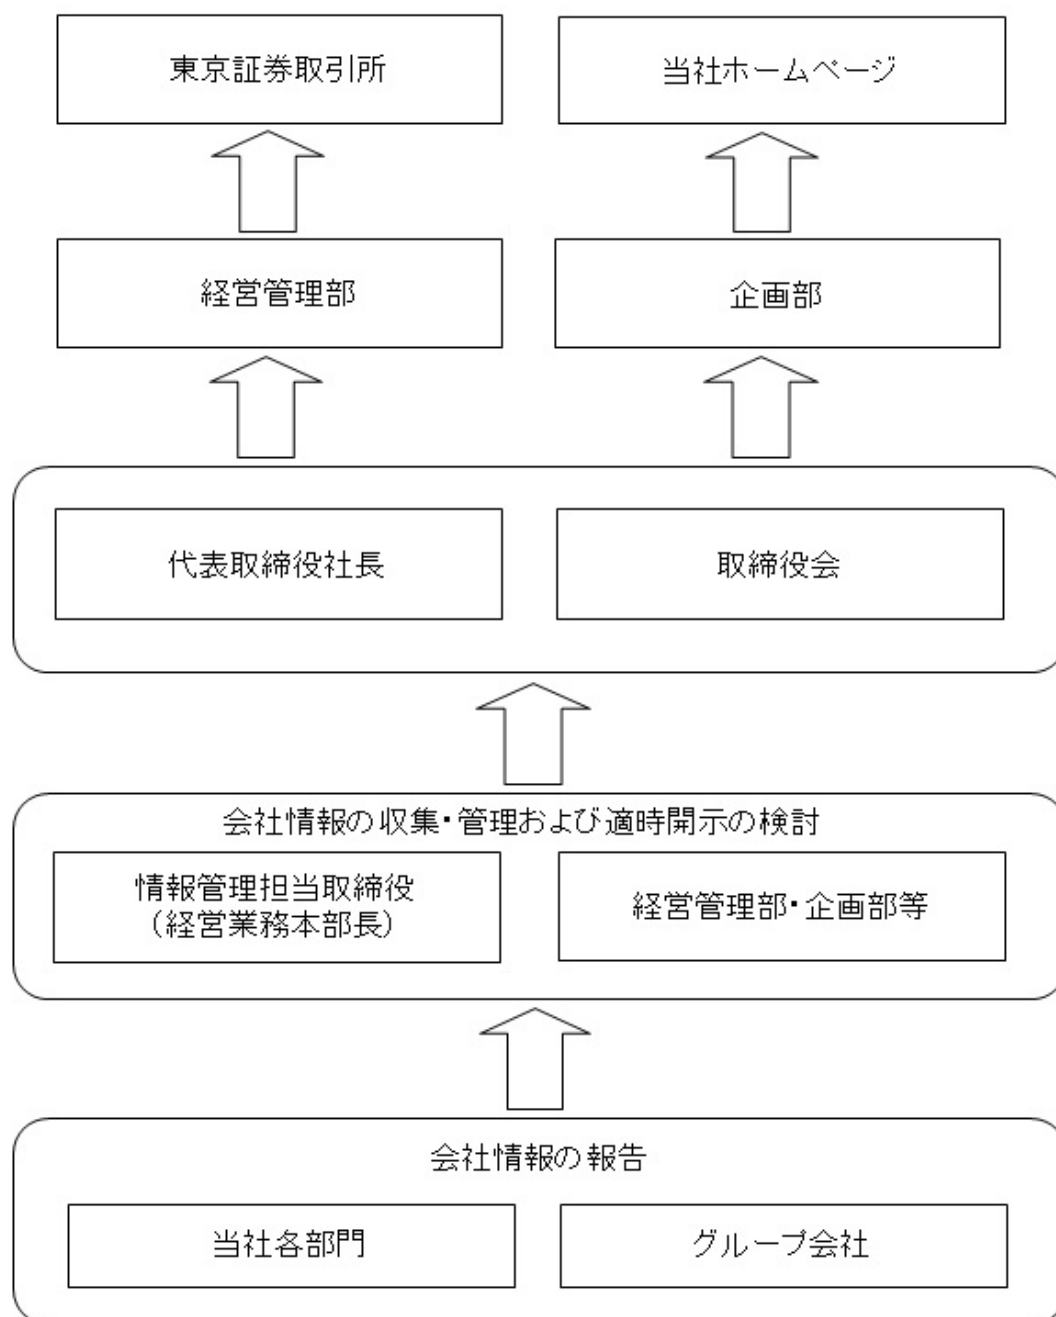 東京証券取引所
当社ホームページ
経営管理部
企画部
代表取締役社長
取締役会
会社情報の収集・管理および適時開示の検討
情報管理担当取締役
（経営業務本部長）
経営管理部・企画部等
会社情報の報告
当社各部門
グループ会社